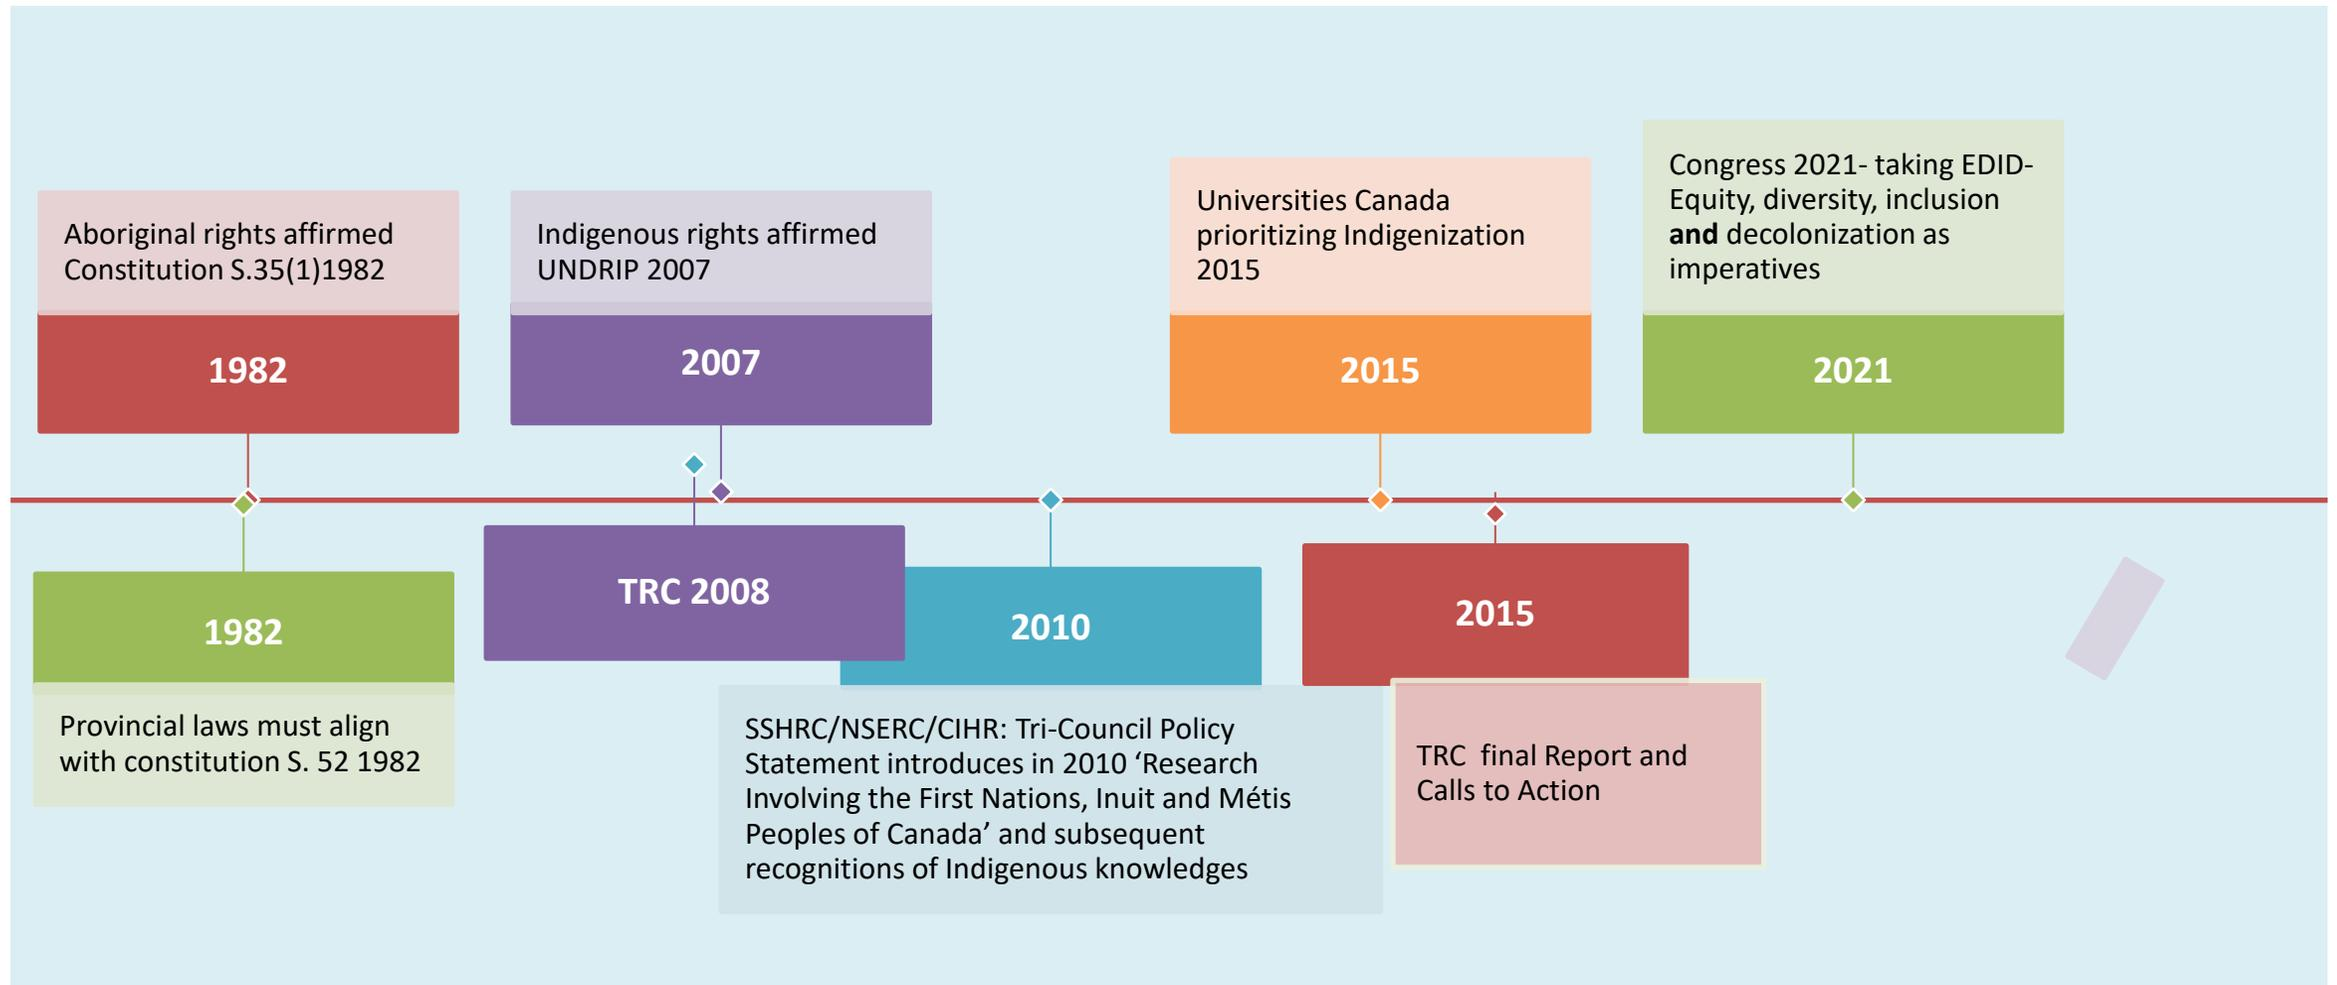 Aboriginal rights affirmed
Constitution S.35(1)1982
1982
Indigenous rights affirmed
UNDRIP 2007
2007
Universities Canada
prioritizing Indigenization
2015
2015
Congress 2021- taking EDID-
Equity, diversity, inclusion
and decolonization as
imperatives
2021
1982
Provincial laws must align
with constitution S. 52 1982
TRC 2008
2010
SSHRC/NSERC/CIHR: Tri-Council Policy
Statement introduces in 2010 ‘Research
Involving the First Nations, Inuit and Métis
Peoples of Canada’ and subsequent
recognitions of Indigenous knowledges
2015
TRC  final Report and
Calls to Action